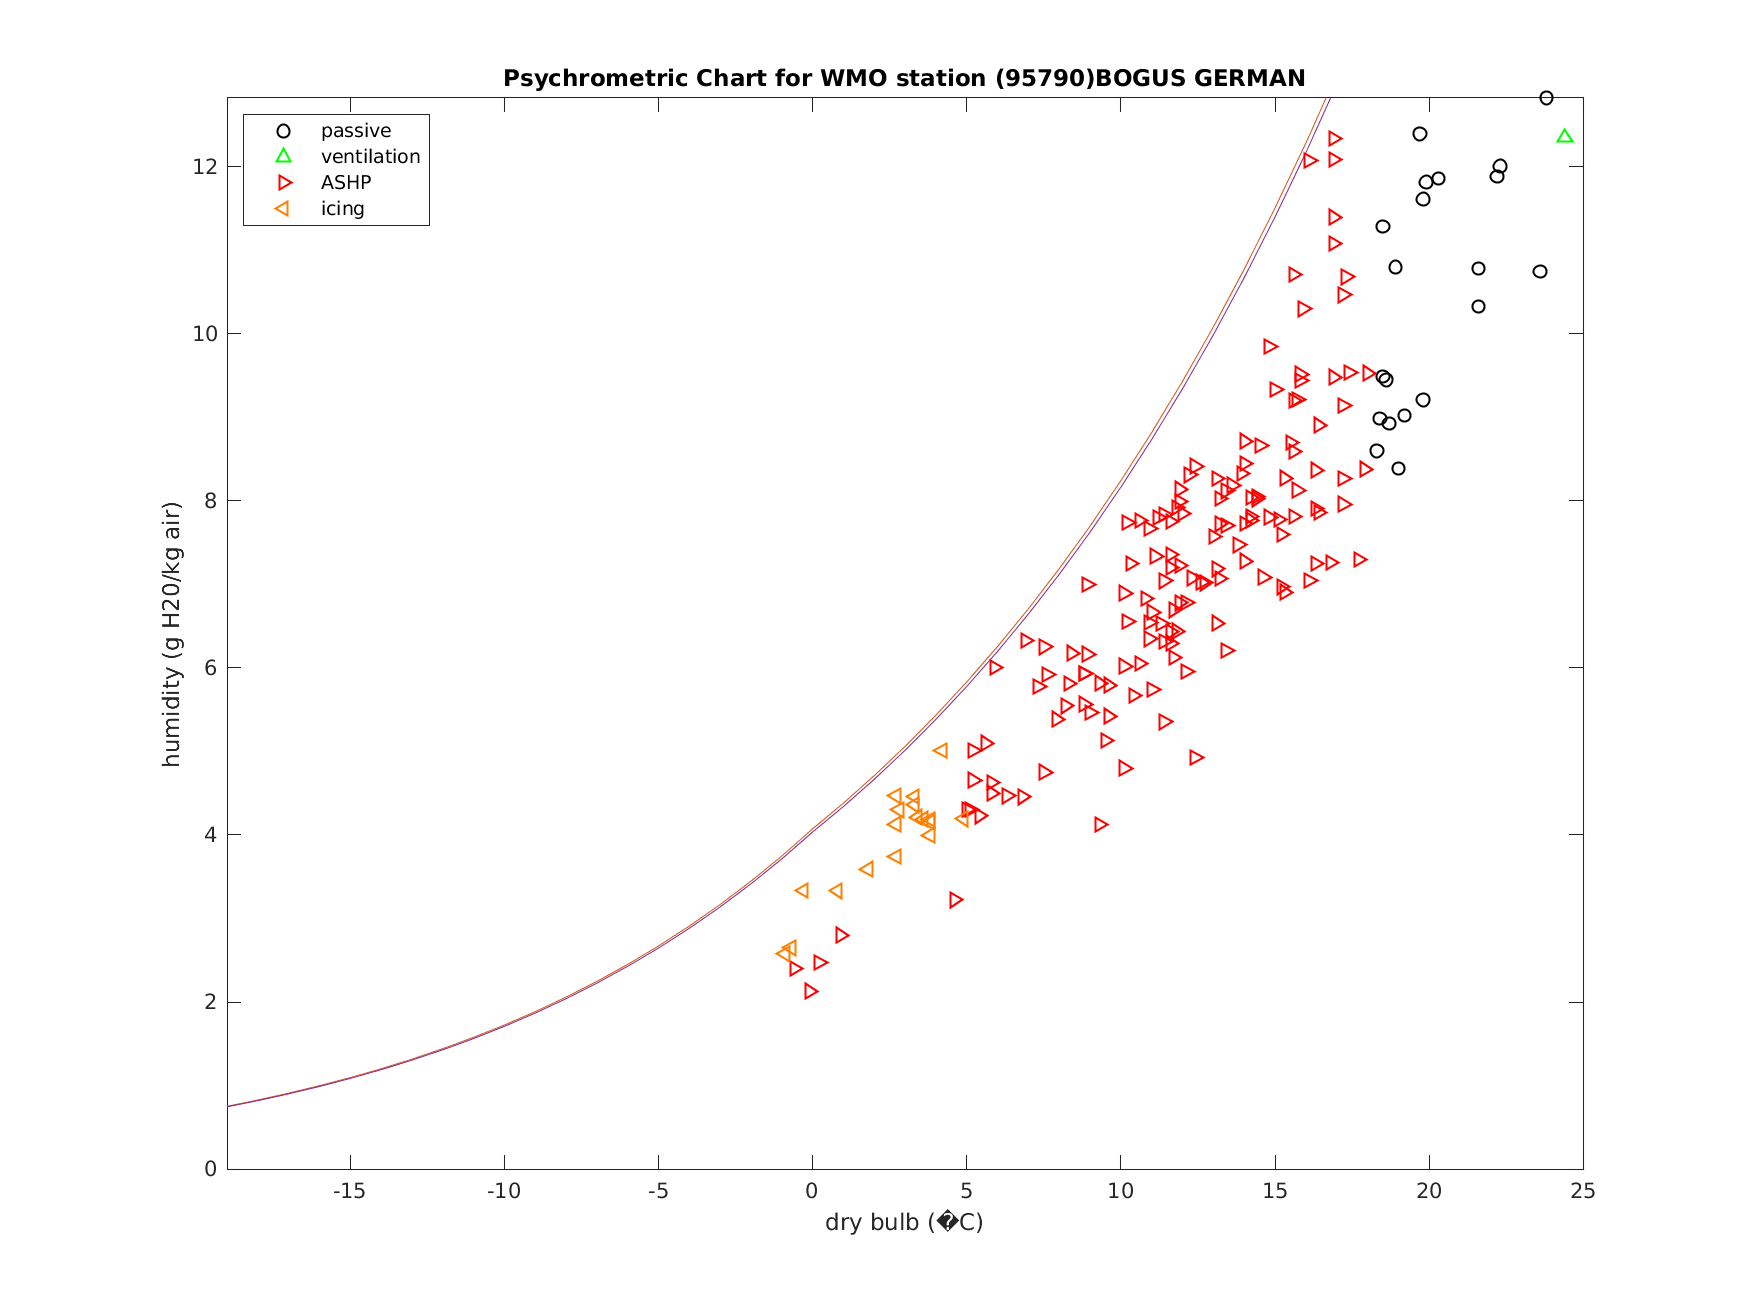 Psychrometric Chart for WMO station (95790)BOGUS GERMAN
passive
ventilation
ASHP
icing
12
10
8
6
4
2
0
humidity (g H20/kg air)
-15
-10
-5
0
5
10
15
20
25
dry bulb (�C)